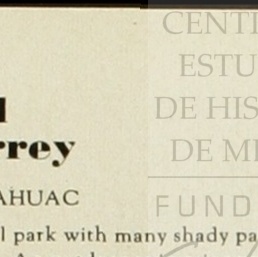 CENT
ESTU
DE HIS
DE M
rrey
AHUAC
FUND
l park with many shady pa